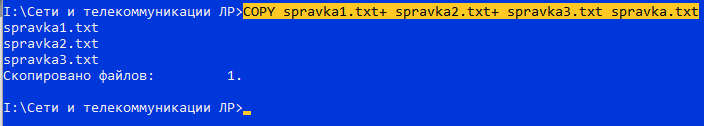 I:\Сети и телекоммуникации ЛР>COPY spravka1.txt+ spravka2.txt+ spravka3.txt spravka.txt
spravka1.txt
spravka2.txt
spravka3.txt
Скопировано файлов:         1.
I:\Сети и телекоммуникации ЛР>_